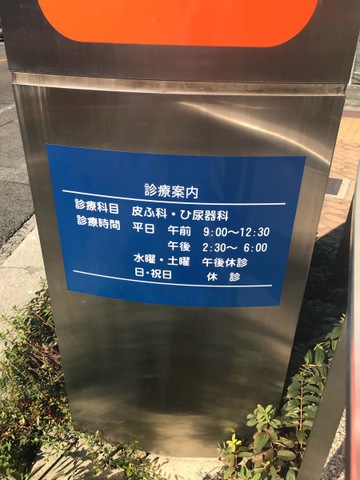 診療案内
診療科目 皮ふ科・ひ尿器科
診療時間 平日 午前 9:00〜12:30
午後 2:30〜 6:00
水曜・土曜 午後休診
日・祝日 休診